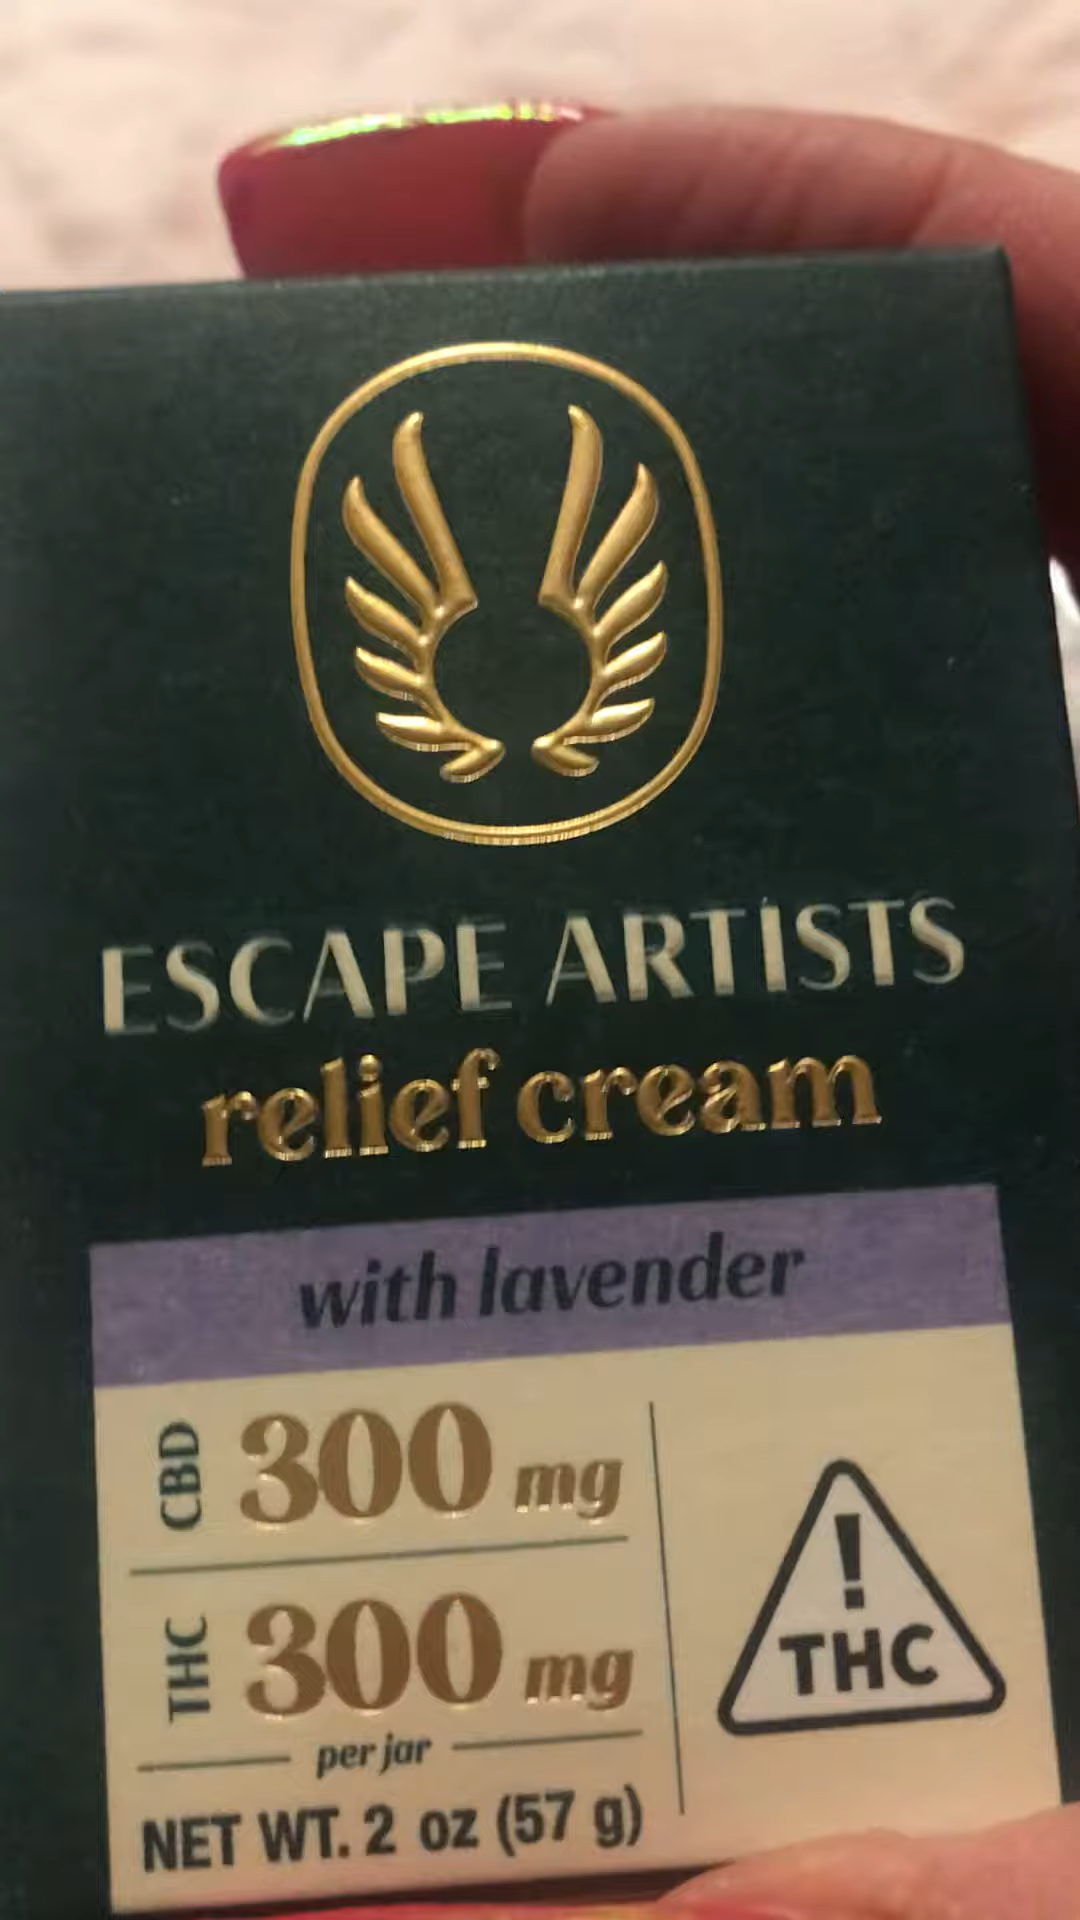 ESCAPE ARTISTS
relief cream
with lavender
CBD 300 mg
THC 300 mg
per jar
NET WT. 2 oz (57 g)
!
THC